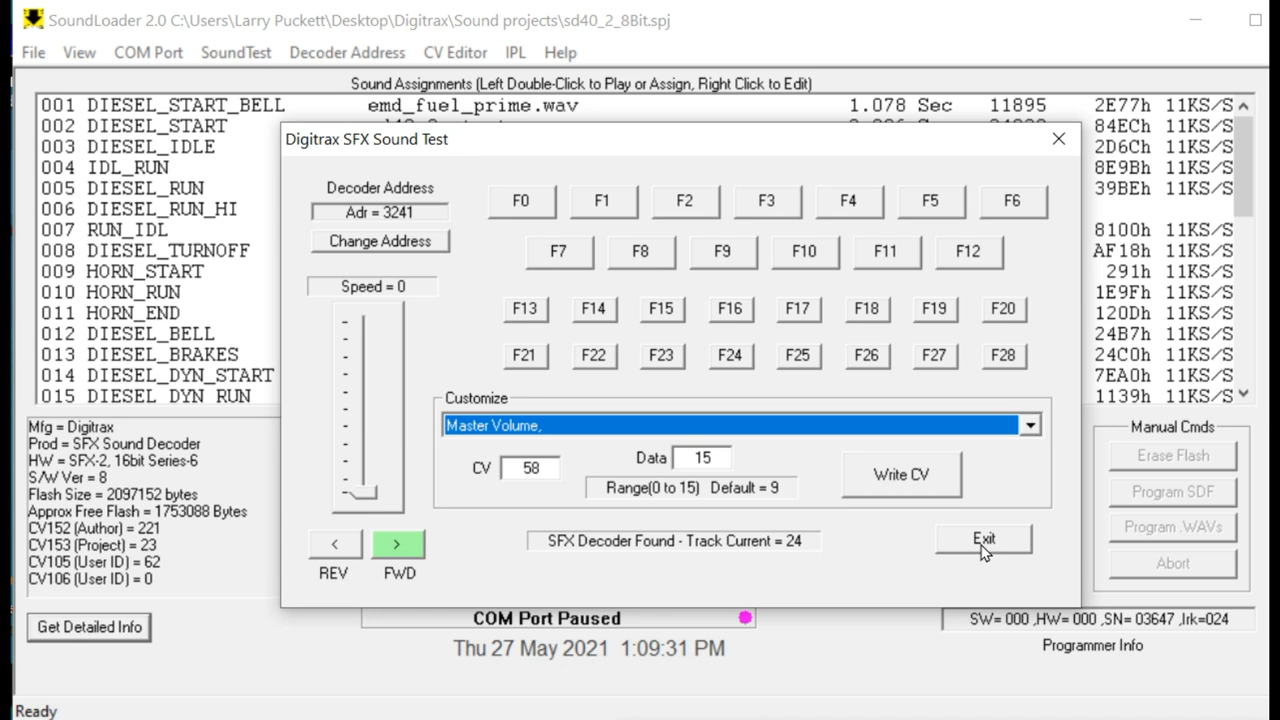 SoundLoader 2.0 C:\Users\Larry Puckett\Desktop\Digitrax\Sound projects\sd40_2_8Bit.spj
File View COM Port SoundTest Decoder Address CV Editor IPL Help
Sound Assignments (Left Double-Click to Play or Assign, Right Click to Edit)
001 DIESEL_START_BELL emd_fuel_prime.wav 1.078 Sec 11895 2E77h 11KS/S
002 DIESEL_START 84ECh 11KS/S
003 DIESEL_IDLE 2D6Ch 11KS/S
004 IDL_RUN 8E9Bh 11KS/S
005 DIESEL_RUN 39BEh 11KS/S
006 DIESEL_RUN_HI
007 RUN_IDL 8100h 11KS/S
008 DIESEL_TURNOFF AF18h 11KS/S
009 HORN_START 291h 11KS/S
010 HORN_RUN 1E9Fh 11KS/S
011 HORN_END 120Dh 11KS/S
012 DIESEL_BELL 24B7h 11KS/S
013 DIESEL_BRAKES 24C0h 11KS/S
014 DIESEL_DYN_START 7EA0h 11KS/S
015 DIESEL_DYN_RUN 1139h 11KS/S
Digitrax SFX Sound Test
Decoder Address
Adr = 3241
Change Address
Speed = 0
F0 F1 F2 F3 F4 F5 F6
F7 F8 F9 F10 F11 F12
F13 F14 F15 F16 F17 F18 F19 F20
F21 F22 F23 F24 F25 F26 F27 F28
Customize
Master Volume,
CV 58 Data 15
Range(0 to 15) Default = 9
Write CV
< >
REV FWD
SFX Decoder Found - Track Current = 24
Exit
Mfg = Digitrax
Prod = SFX Sound Decoder
HW = SFX-2, 16bit Series-6
S/W Ver = 8
Flash Size = 2097152 bytes
Approx Free Flash = 1753088 Bytes
CV152 (Author) = 221
CV153 (Project) = 23
CV105 (User ID) = 62
CV106 (User ID) = 0
Get Detailed Info
Manual Cmds
Erase Flash
Program SDF
Program .WAVs
Abort
COM Port Paused
Thu 27 May 2021 1:09:31 PM
SW= 000 ,HW= 000 ,SN= 03647 ,Irk=024
Programmer Info
Ready